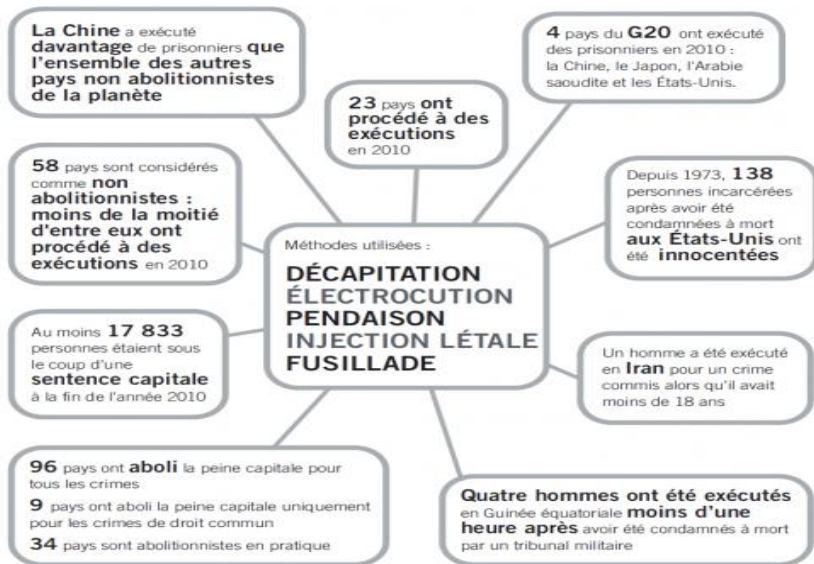 La Chine a exécuté
davantage de prisonniers que
l'ensemble des autres
pays non abolitionnistes
de la planète
23 pays ont
procédé à des
exécutions
en 2010
4 pays du G20 ont exécuté
des prisonniers en 2010 :
la Chine, le Japon, l'Arabie
saoudite et les États-Unis.
58 pays sont considérés
comme non
abolitionnistes :
moins de la moitié
d'entre eux ont
procédé à des
exécutions en 2010
Méthodes utilisées :
DÉCAPITATION
ÉLECTROCUTION
PENDAISON
INJECTION LÉTALE
FUSILLADE
Depuis 1973, 138
personnes incarcérées
après avoir été
condamnées à mort
aux États-Unis ont
été innocentées
Au moins 17 833
personnes étaient sous
le coup d'une
sentence capitale
à la fin de l'année 2010
Un homme a été exécuté
en Iran pour un crime
commis alors qu'il avait
moins de 18 ans
96 pays ont aboli la peine capitale pour
tous les crimes
9 pays ont aboli la peine capitale uniquement
pour les crimes de droit commun
34 pays sont abolitionnistes en pratique
Quatre hommes ont été exécutés
en Guinée équatoriale moins d'une
heure après avoir été condamnés à mort
par un tribunal militaire